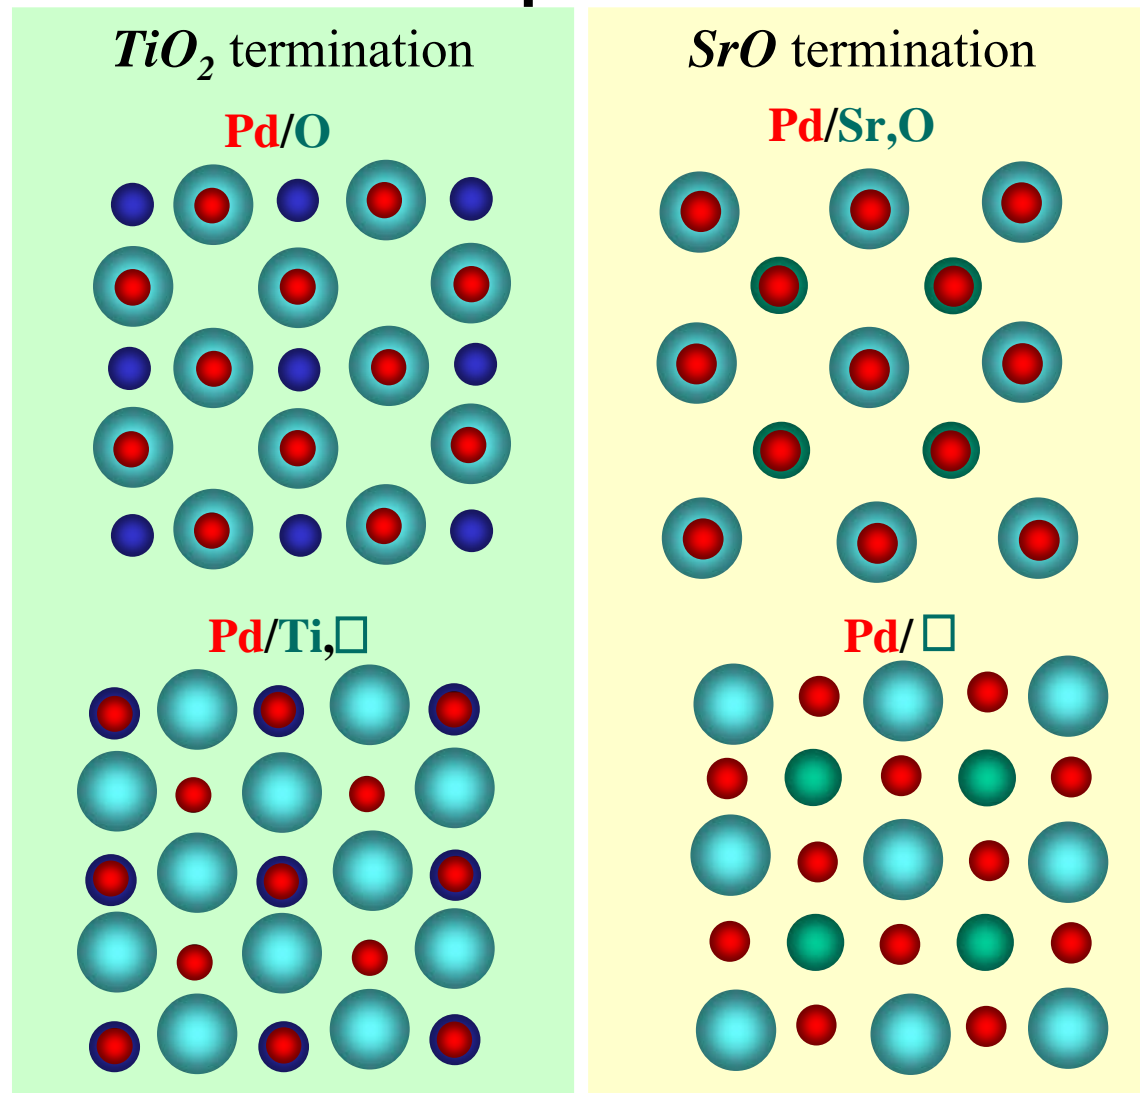 TiO2 termination
Pd/O
Pd/Ti,□
SrO termination
Pd/Sr,O
Pd/ □